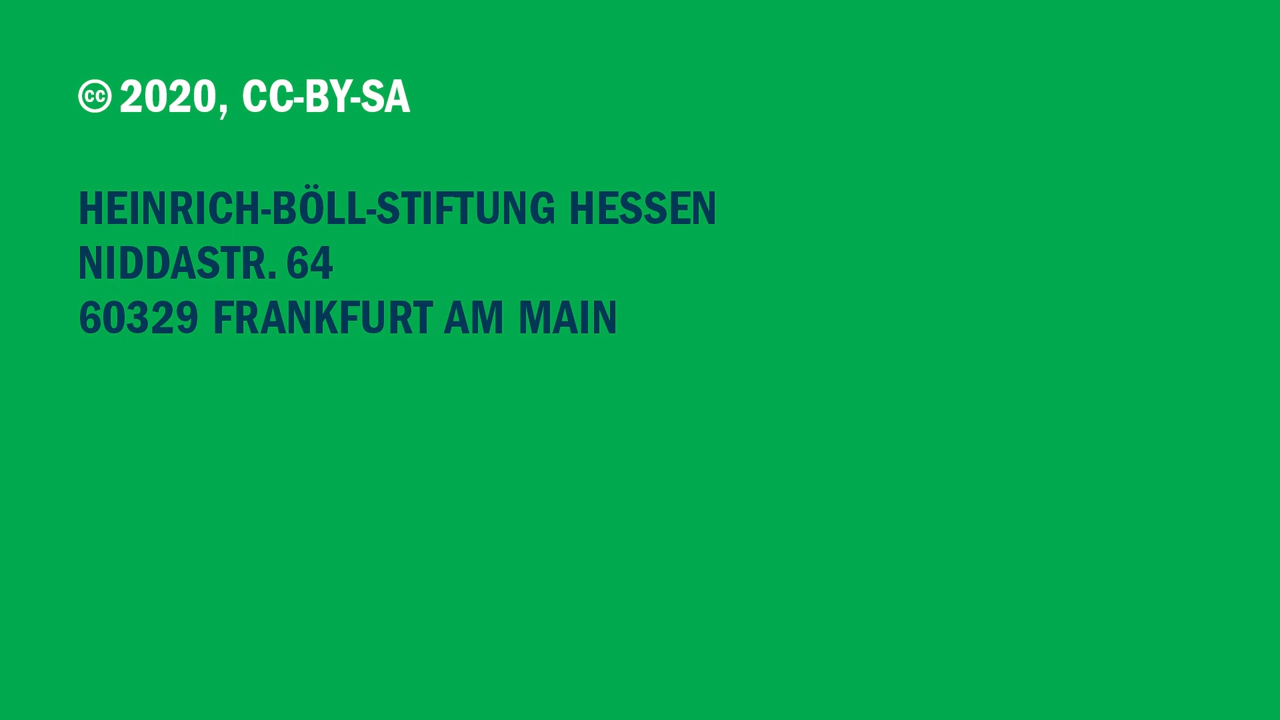 🅭 2020, CC-BY-SA
HEINRICH-BÖLL-STIFTUNG HESSEN
NIDDASTR. 64
60329 FRANKFURT AM MAIN